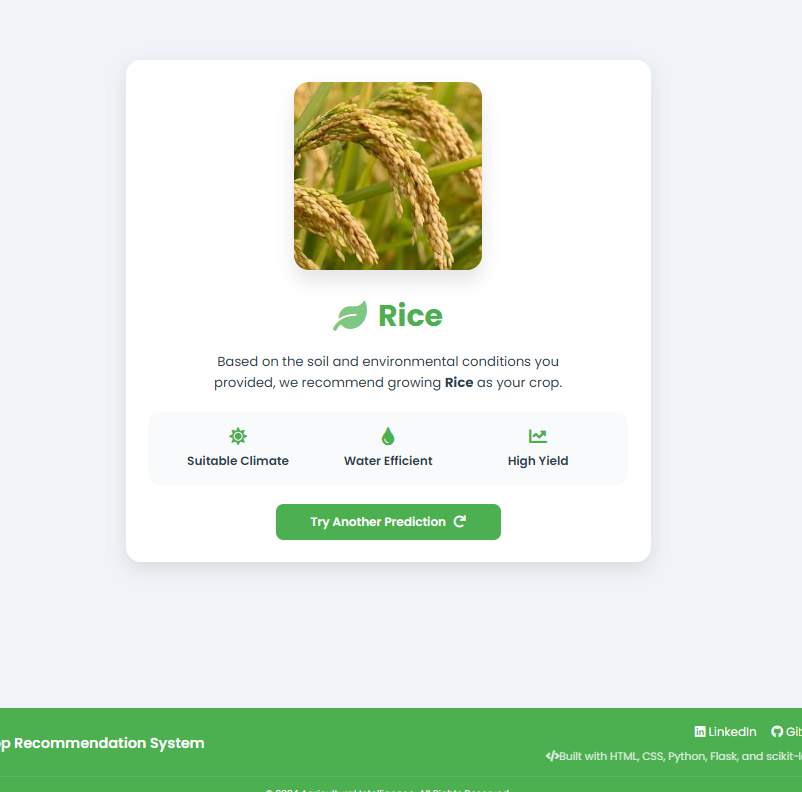 Rice
Based on the soil and environmental conditions you
provided, we recommend growing Rice as your crop.
Suitable Climate
Water Efficient
High Yield
Try Another Prediction
LinkedIn
p Recommendation System
Built with HTML, CSS, Python, Flask, and
© 2024 Agricultural Intelligence. All Rights Reserved.